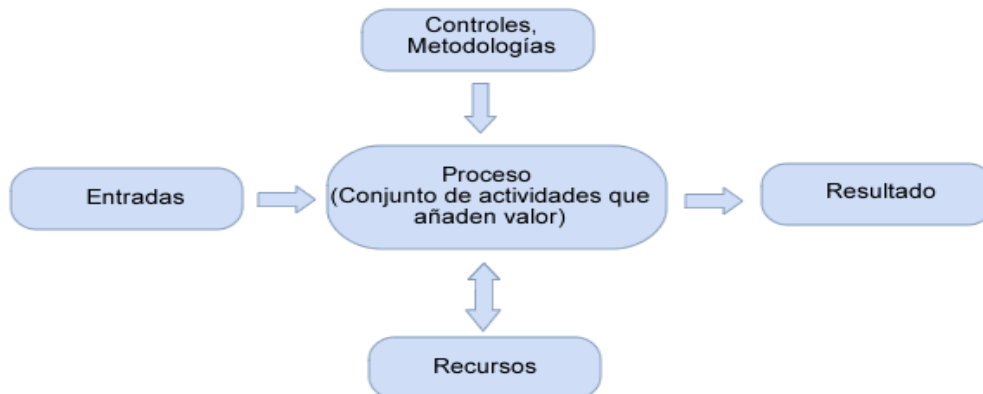 Controles,
Metodologías
Entradas
Proceso
(Conjunto de actividades que
añaden valor)
Resultado
Recursos